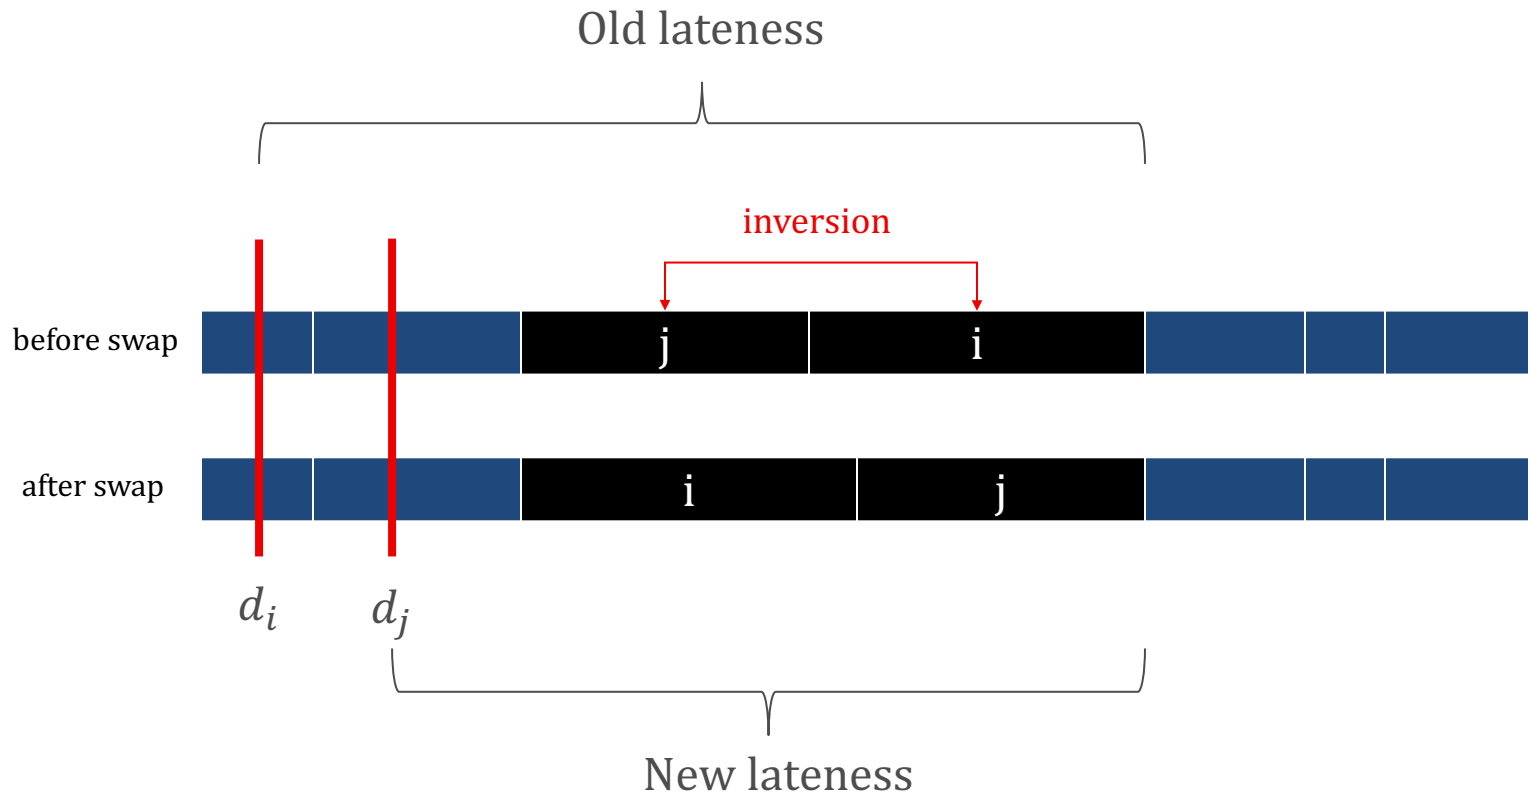 Old lateness
inversion
before swap
j
i
after swap
i
j
d_i
d_j
New lateness